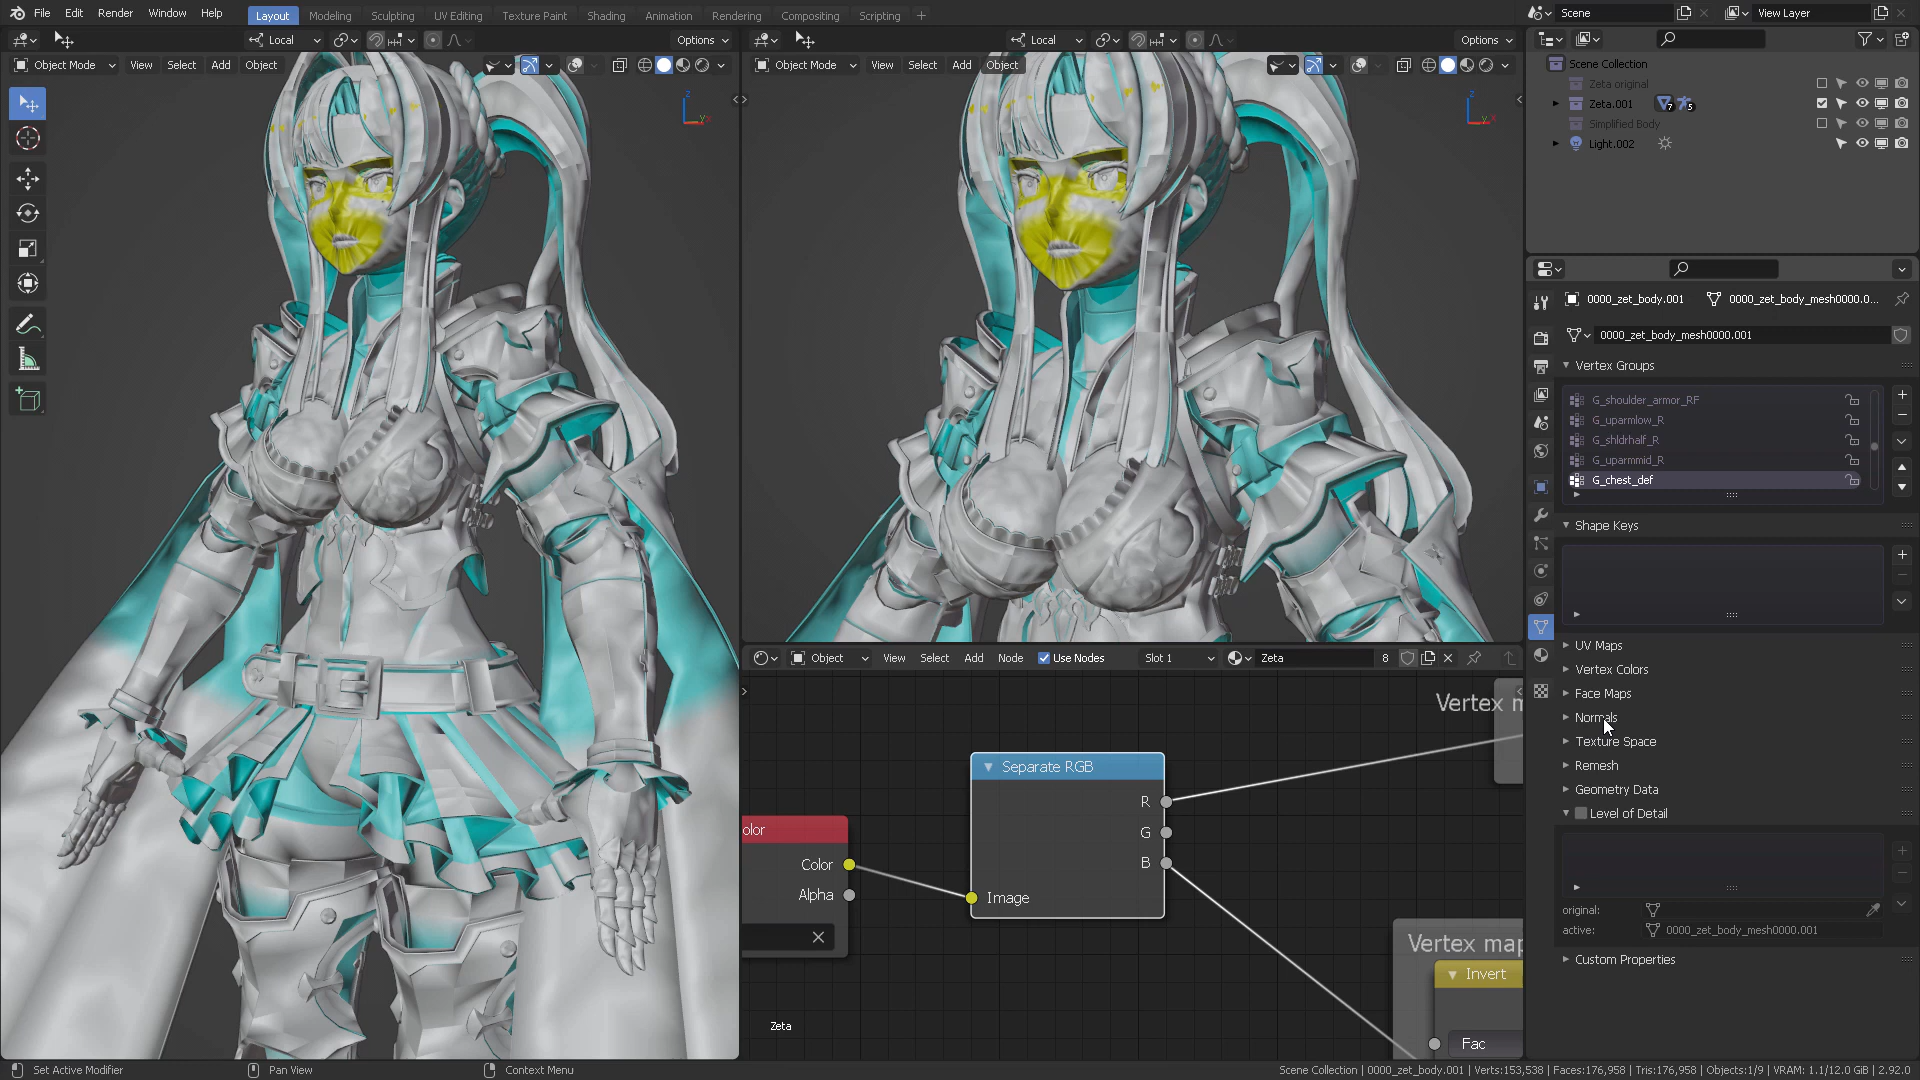 File Edit Render Window Help Layout Modeling Sculpting UV Editing Texture Paint Shading Animation Rendering Compositing Scripting + Scene View Layer
Local Options Local Options
Object Mode View Select Add Object Object Mode View Select Add Object
Scene Collection
Zeta original
Zeta.001 7 5
Simplified Body
Light.002
0000_zet_body.001 0000_zet_body_mesh0000.0...
0000_zet_body_mesh0000.001
Vertex Groups
G_shoulder_armor_RF
G_uparmlow_R
G_shldrhalf_R
G_uparmmid_R
G_chest_def
Shape Keys
UV Maps
Vertex Colors
Face Maps
Normals
Texture Space
Remesh
Geometry Data
Level of Detail
original:
active: 0000_zet_body_mesh0000.001
Custom Properties
Object View Select Add Node Use Nodes Slot 1 Zeta 8
Vertex m
Separate RGB
R
G
B
Image
olor
Color
Alpha
Vertex map
Invert
Fac
Zeta
Set Active Modifier Pan View Context Menu Scene Collection | 0000_zet_body.001 | Verts:153,538 | Faces:176,958 | Tris:176,958 | Objects:1/9 | VRAM: 1.1/12.0 GiB | 2.92.0